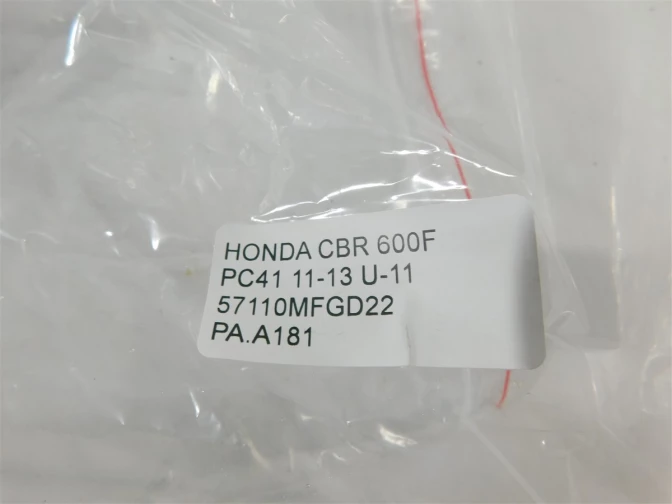 HONDA CBR 600F
PC41 11-13 U-11
57110MFGD22
PA.A181